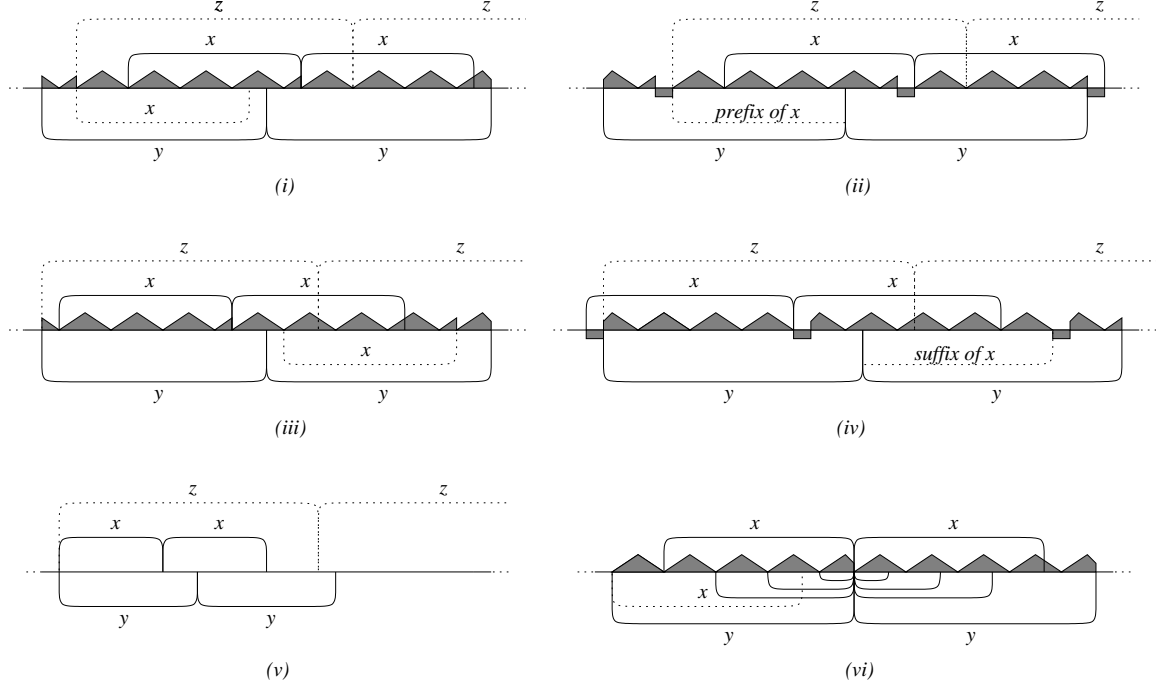 z z
x x
x
y y
(i)
z z
x x
prefix of x
y y
(ii)
z z
x x
x
y y
(iii)
z z
x x
suffix of x
y y
(iv)
z z
x x
y y
(v)
x x
x
y y
(vi)